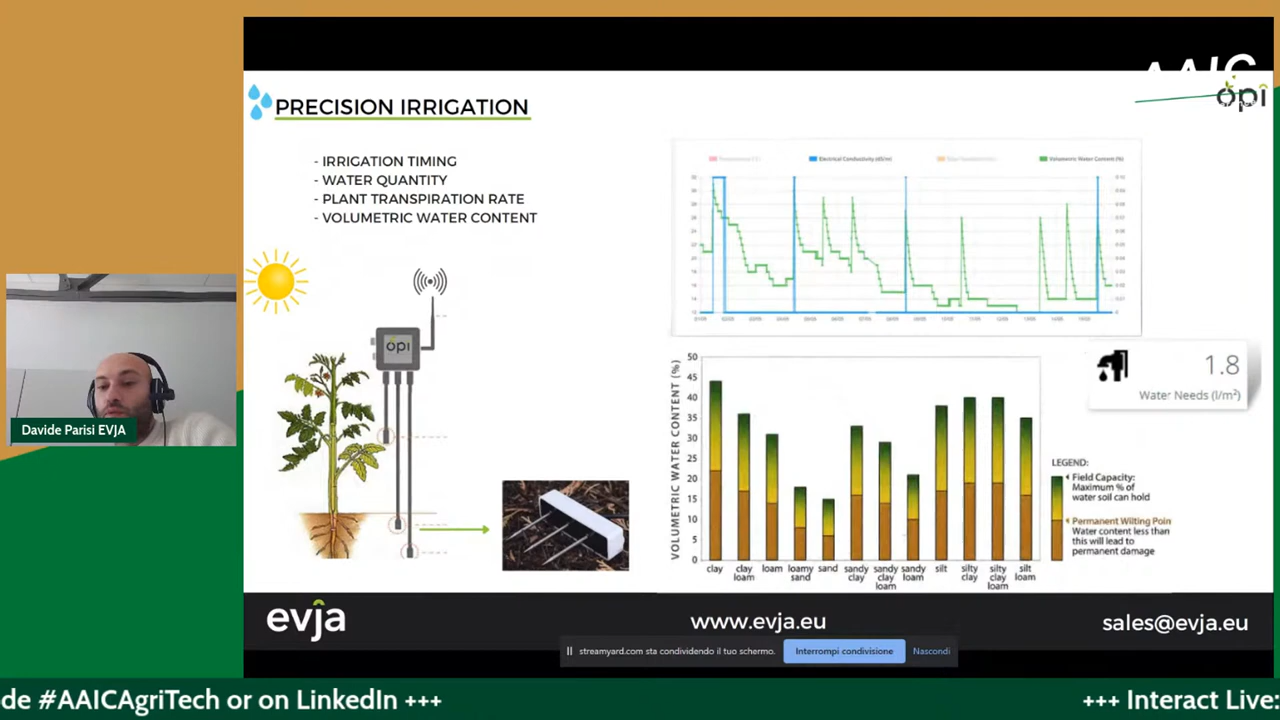 AAIC
opi
PRECISION IRRIGATION
- IRRIGATION TIMING
- WATER QUANTITY
- PLANT TRANSPIRATION RATE
- VOLUMETRIC WATER CONTENT
Electrical Conductivity (dS/m)
Volumetric Water Content (%)
opi
1.8
Water Needs (l/m²)
VOLUMETRIC WATER CONTENT (%)
50
45
40
35
30
25
20
15
10
5
0
clay
clay loam
loam
loamy sand
sand
sandy clay
sandy clay loam
sandy loam
silt
silty clay
silty clay loam
silt loam
LEGEND:
Field Capacity:
Maximum % of
water soil can hold
Permanent Wilting Poin
Water content less than
this will lead to
permanent damage
Davide Parisi EVJA
evja
www.evja.eu
sales@evja.eu
streamyard.com sta condividendo il tuo schermo.
Interrompi condivisione
Nascondi
de #AAICAgriTech or on LinkedIn +++
+++ Interact Live: